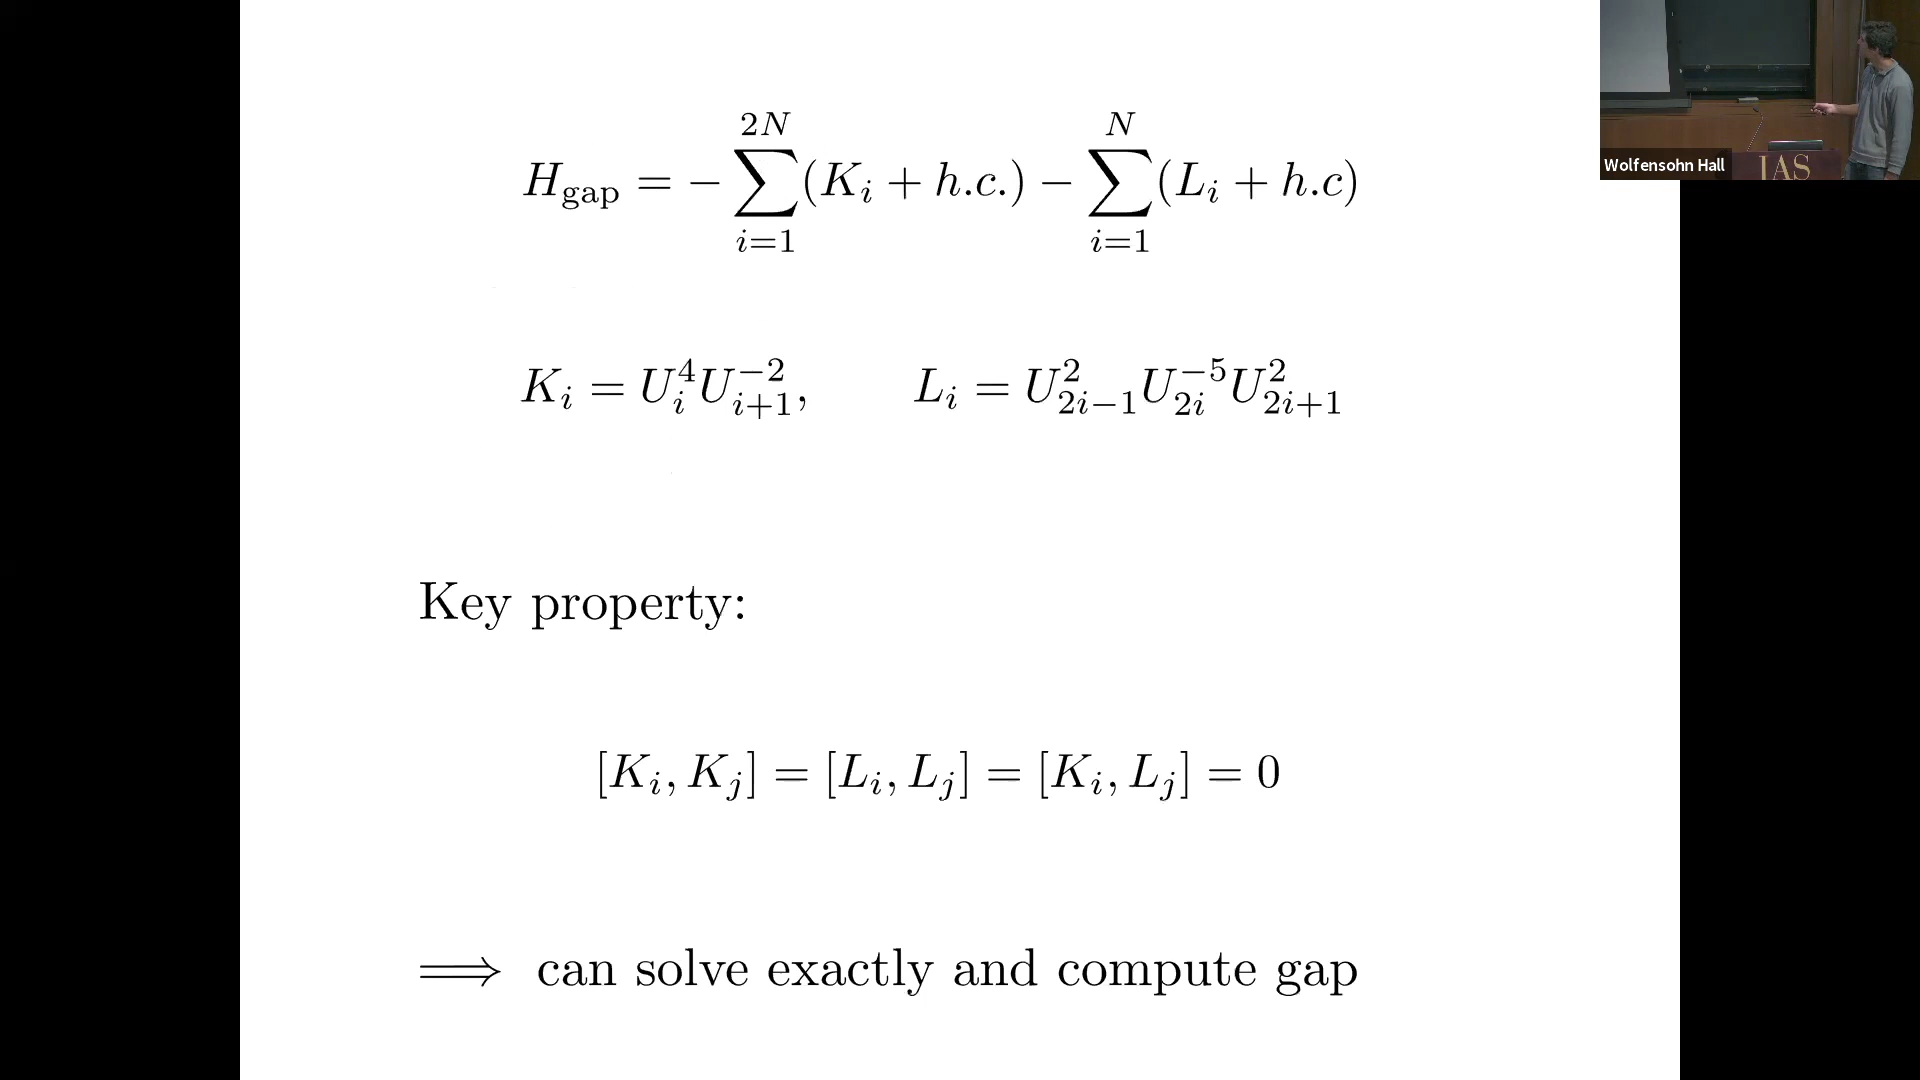 H_gap = − ∑_{i=1}^{2N} (K_i + h.c.) − ∑_{i=1}^{N} (L_i + h.c)
K_i = U_i^4 U_{i+1}^{−2},   L_i = U_{2i−1}^2 U_{2i}^{−5} U_{2i+1}^2
Key property:
[K_i, K_j] = [L_i, L_j] = [K_i, L_j] = 0
⟹ can solve exactly and compute gap
Wolfensohn Hall
IAS